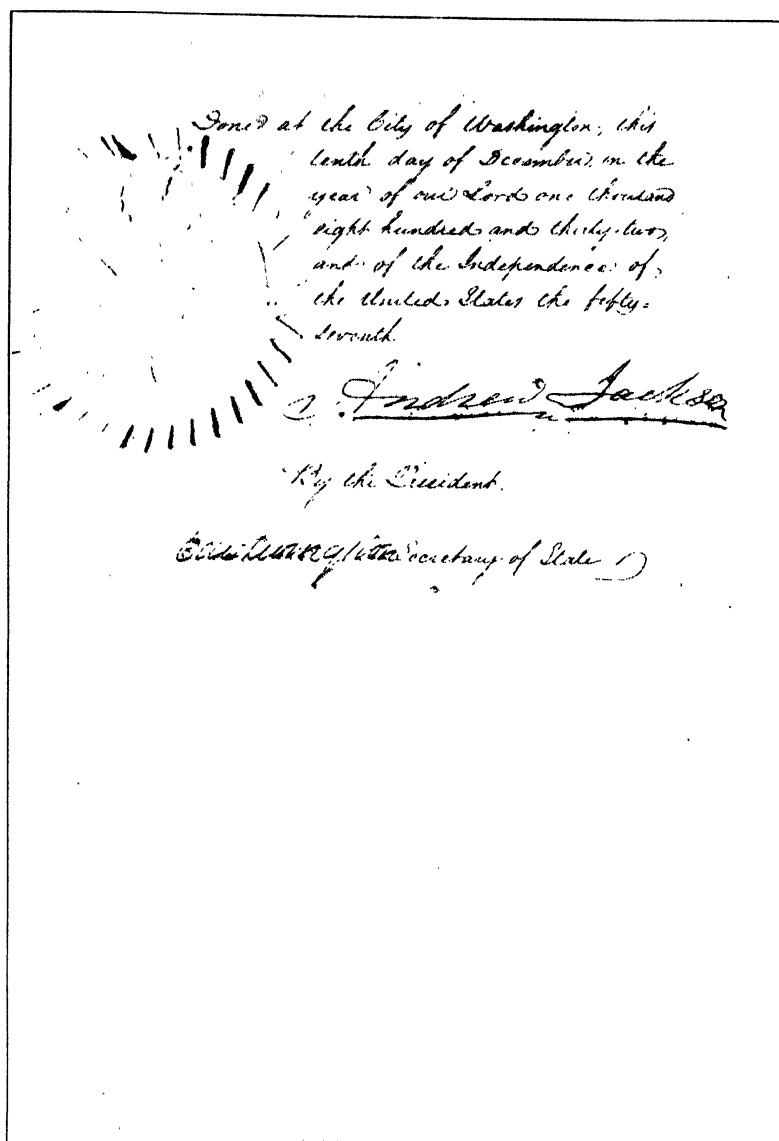 Done at the City of Washington, this
tenth day of December, in the
year of our Lord one thousand
eight hundred and thirty-two,
and of the Independence of
the United States the fifty-
seventh.
Andrew Jackson
By the President.
Edw Livingston Secretary of State